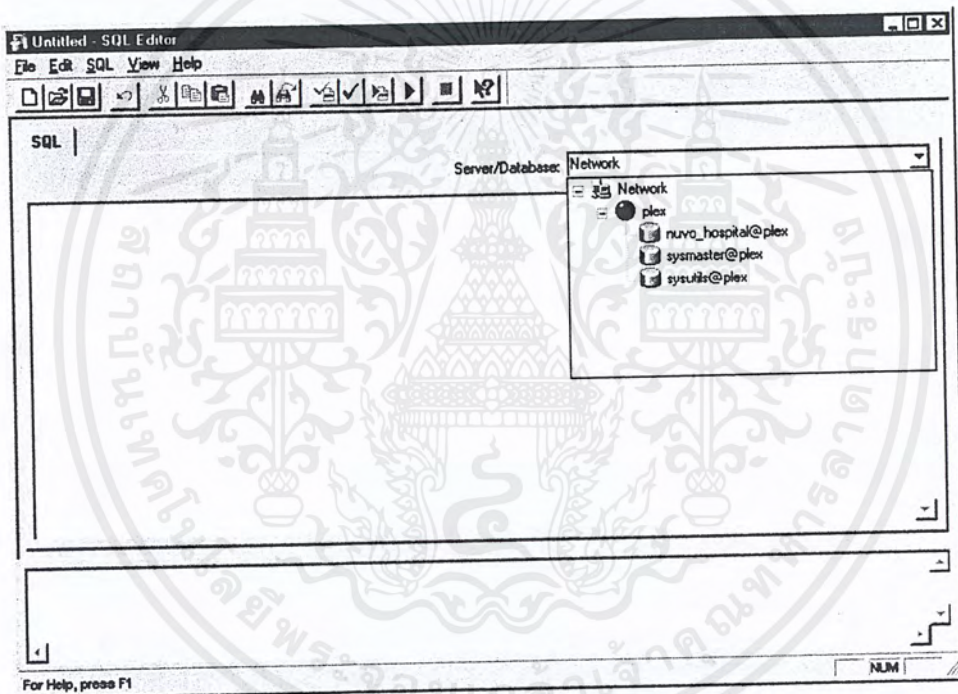 Untitled - SQL Editor
File Edit SQL View Help
SQL
Server/Database: Network
Network
plex
nuvo_hospital@plex
sysmaster@plex
sysutils@plex
For Help, press F1
NUM